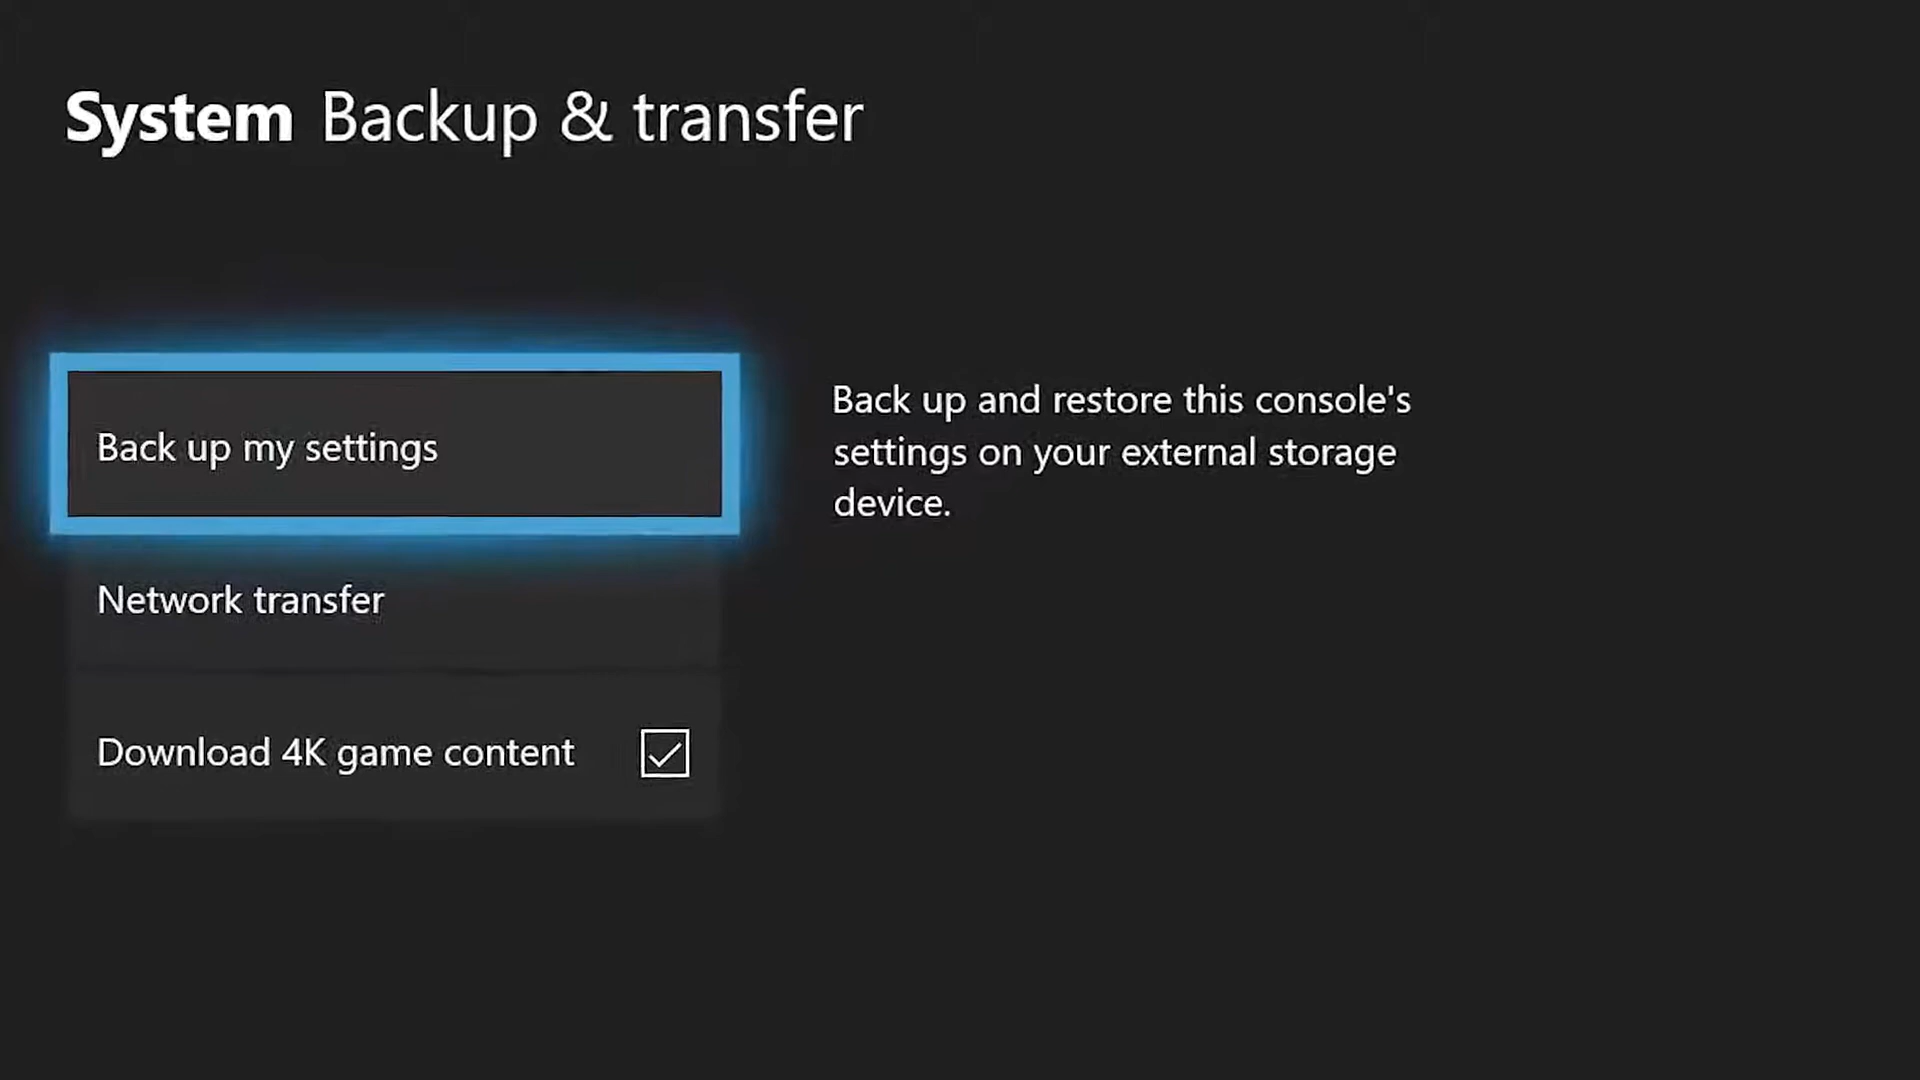 System Backup & transfer
Back up my settings
Back up and restore this console's
settings on your external storage
device.
Network transfer
Download 4K game content